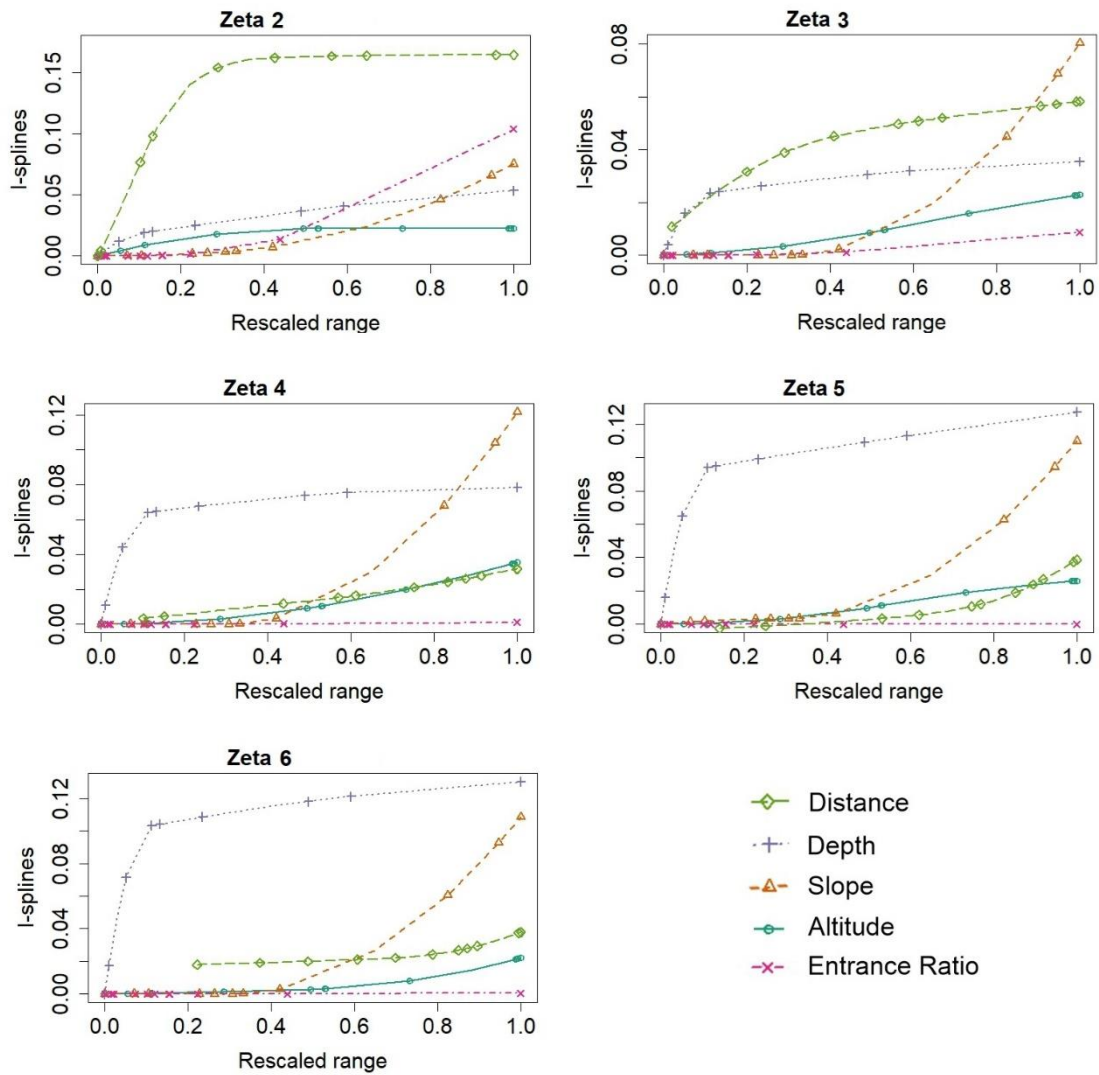 Zeta 2
I-splines
0.15
0.10
0.05
0.00
0.0 0.2 0.4 0.6 0.8 1.0
Rescaled range
Zeta 3
I-splines
0.08
0.04
0.00
0.0 0.2 0.4 0.6 0.8 1.0
Rescaled range
Zeta 4
I-splines
0.12
0.08
0.04
0.00
0.0 0.2 0.4 0.6 0.8 1.0
Rescaled range
Zeta 5
I-splines
0.12
0.08
0.04
0.00
0.0 0.2 0.4 0.6 0.8 1.0
Rescaled range
Zeta 6
I-splines
0.12
0.08
0.04
0.00
0.0 0.2 0.4 0.6 0.8 1.0
Rescaled range
Distance
Depth
Slope
Altitude
Entrance Ratio